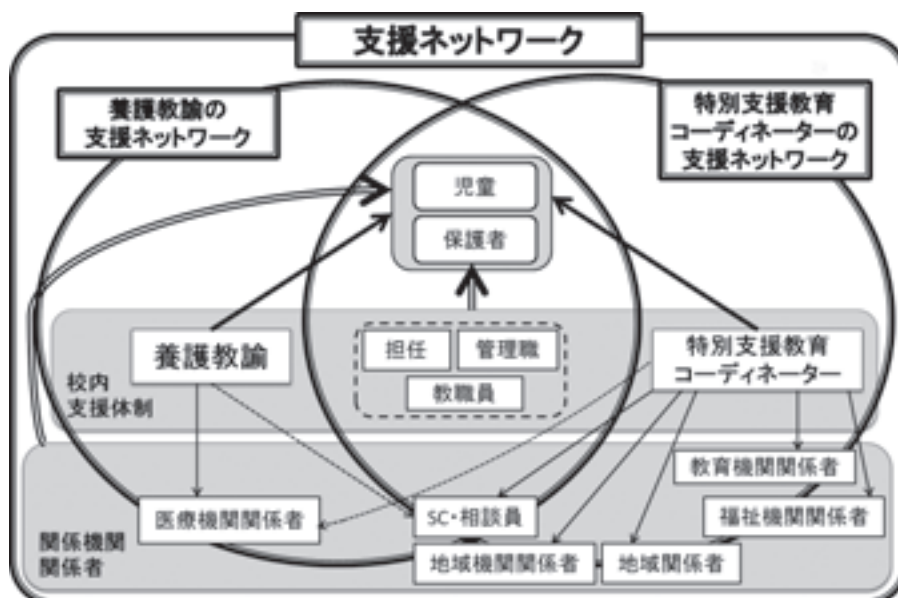 支援ネットワーク
養護教諭の
支援ネットワーク
特別支援教育
コーディネーターの
支援ネットワーク
児童
保護者
養護教諭
担任
管理職
教職員
特別支援教育
コーディネーター
校内
支援体制
教育機関関係者
医療機関関係者
SC・相談員
福祉機関関係者
関係機関
関係者
地域機関関係者
地域関係者